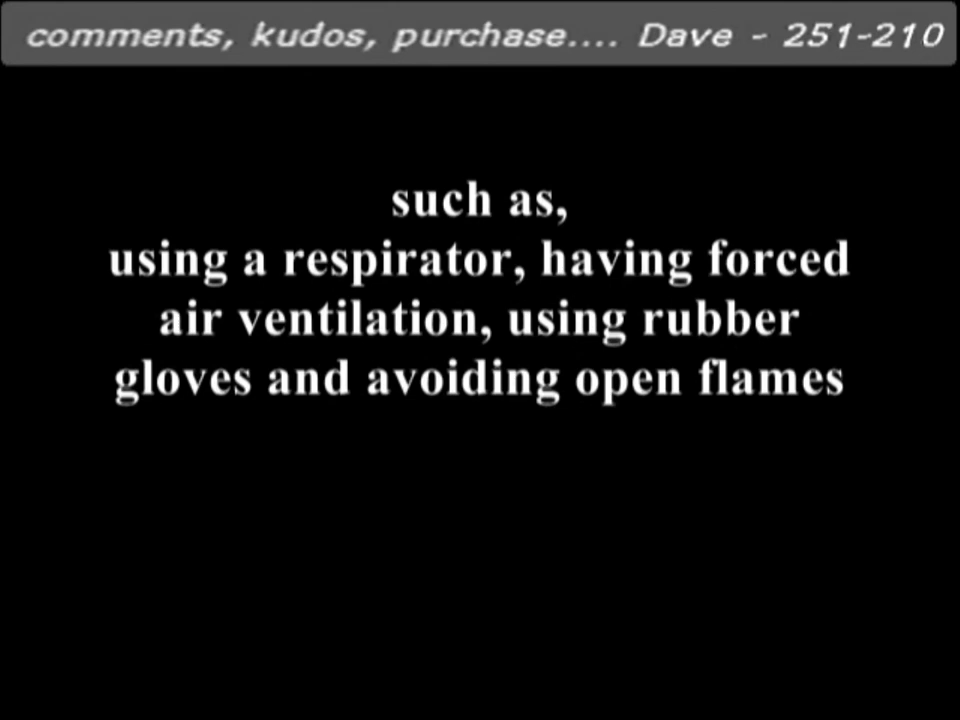 comments, kudos, purchase.... Dave - 251-210
such as,
using a respirator, having forced
air ventilation, using rubber
gloves and avoiding open flames